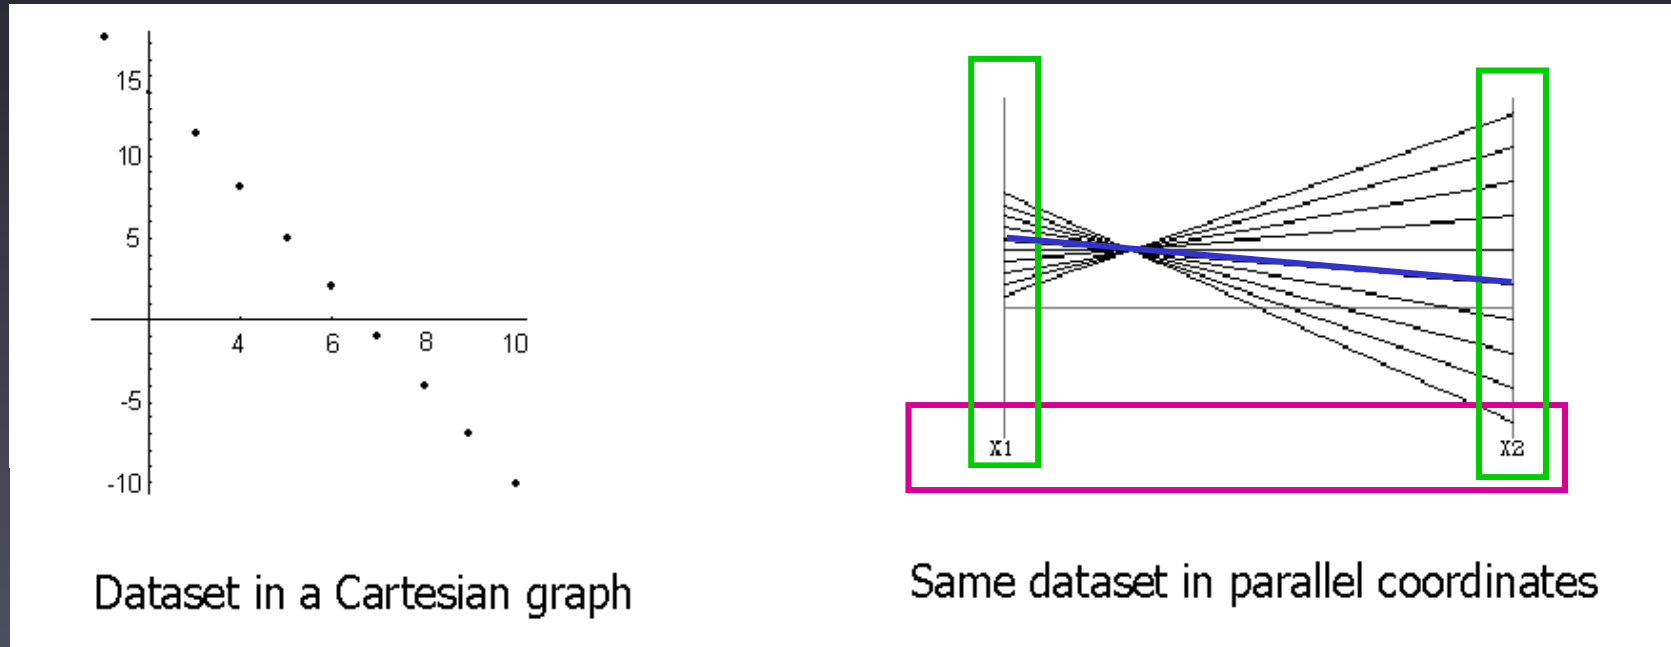 15
10
5
4 6 8 10
-5
-10
Dataset in a Cartesian graph
X1 X2
Same dataset in parallel coordinates